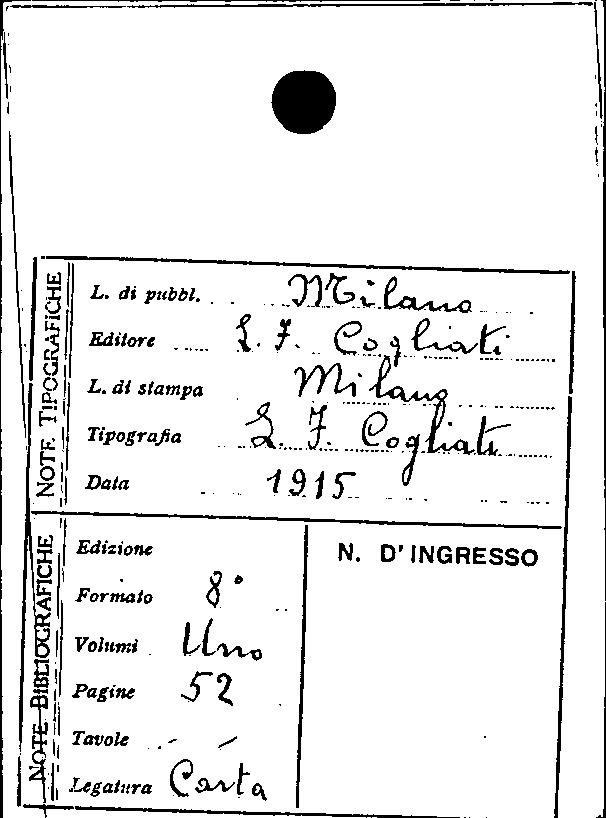 NOTE TIPOGRAFICHE
L. di pubbl. Milano
Editore L. F. Cogliati
L. di stampa Milano
Tipografia L. F. Cogliati
Data 1915
NOTE BIBLIOGRAFICHE
Edizione
Formato 8°
Volumi Uno
Pagine 52
Tavole -
Legatura Carta
N. D'INGRESSO